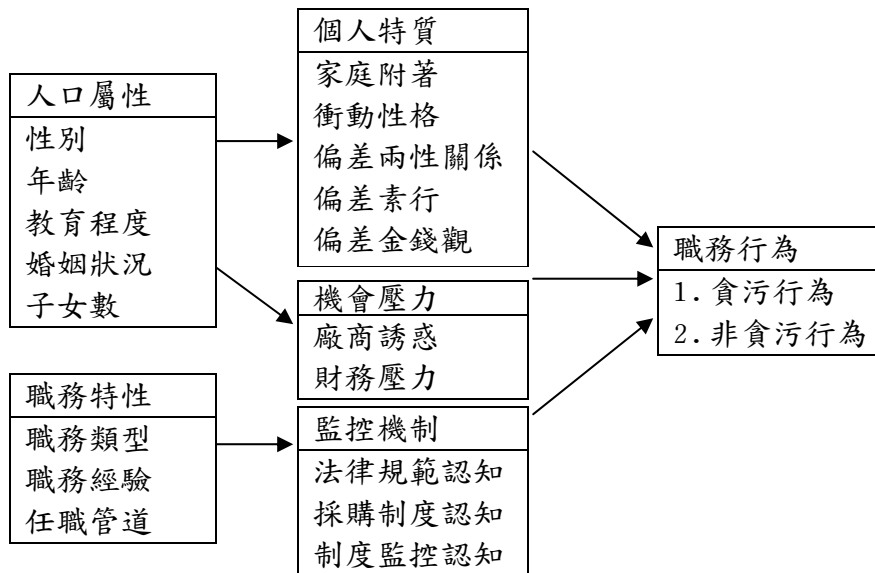 人口屬性
性別
年齡
教育程度
婚姻狀況
子女數
職務特性
職務類型
職務經驗
任職管道
個人特質
家庭附著
衝動性格
偏差兩性關係
偏差素行
偏差金錢觀
機會壓力
廠商誘惑
財務壓力
監控機制
法律規範認知
採購制度認知
制度監控認知
職務行為
1.貪污行為
2.非貪污行為